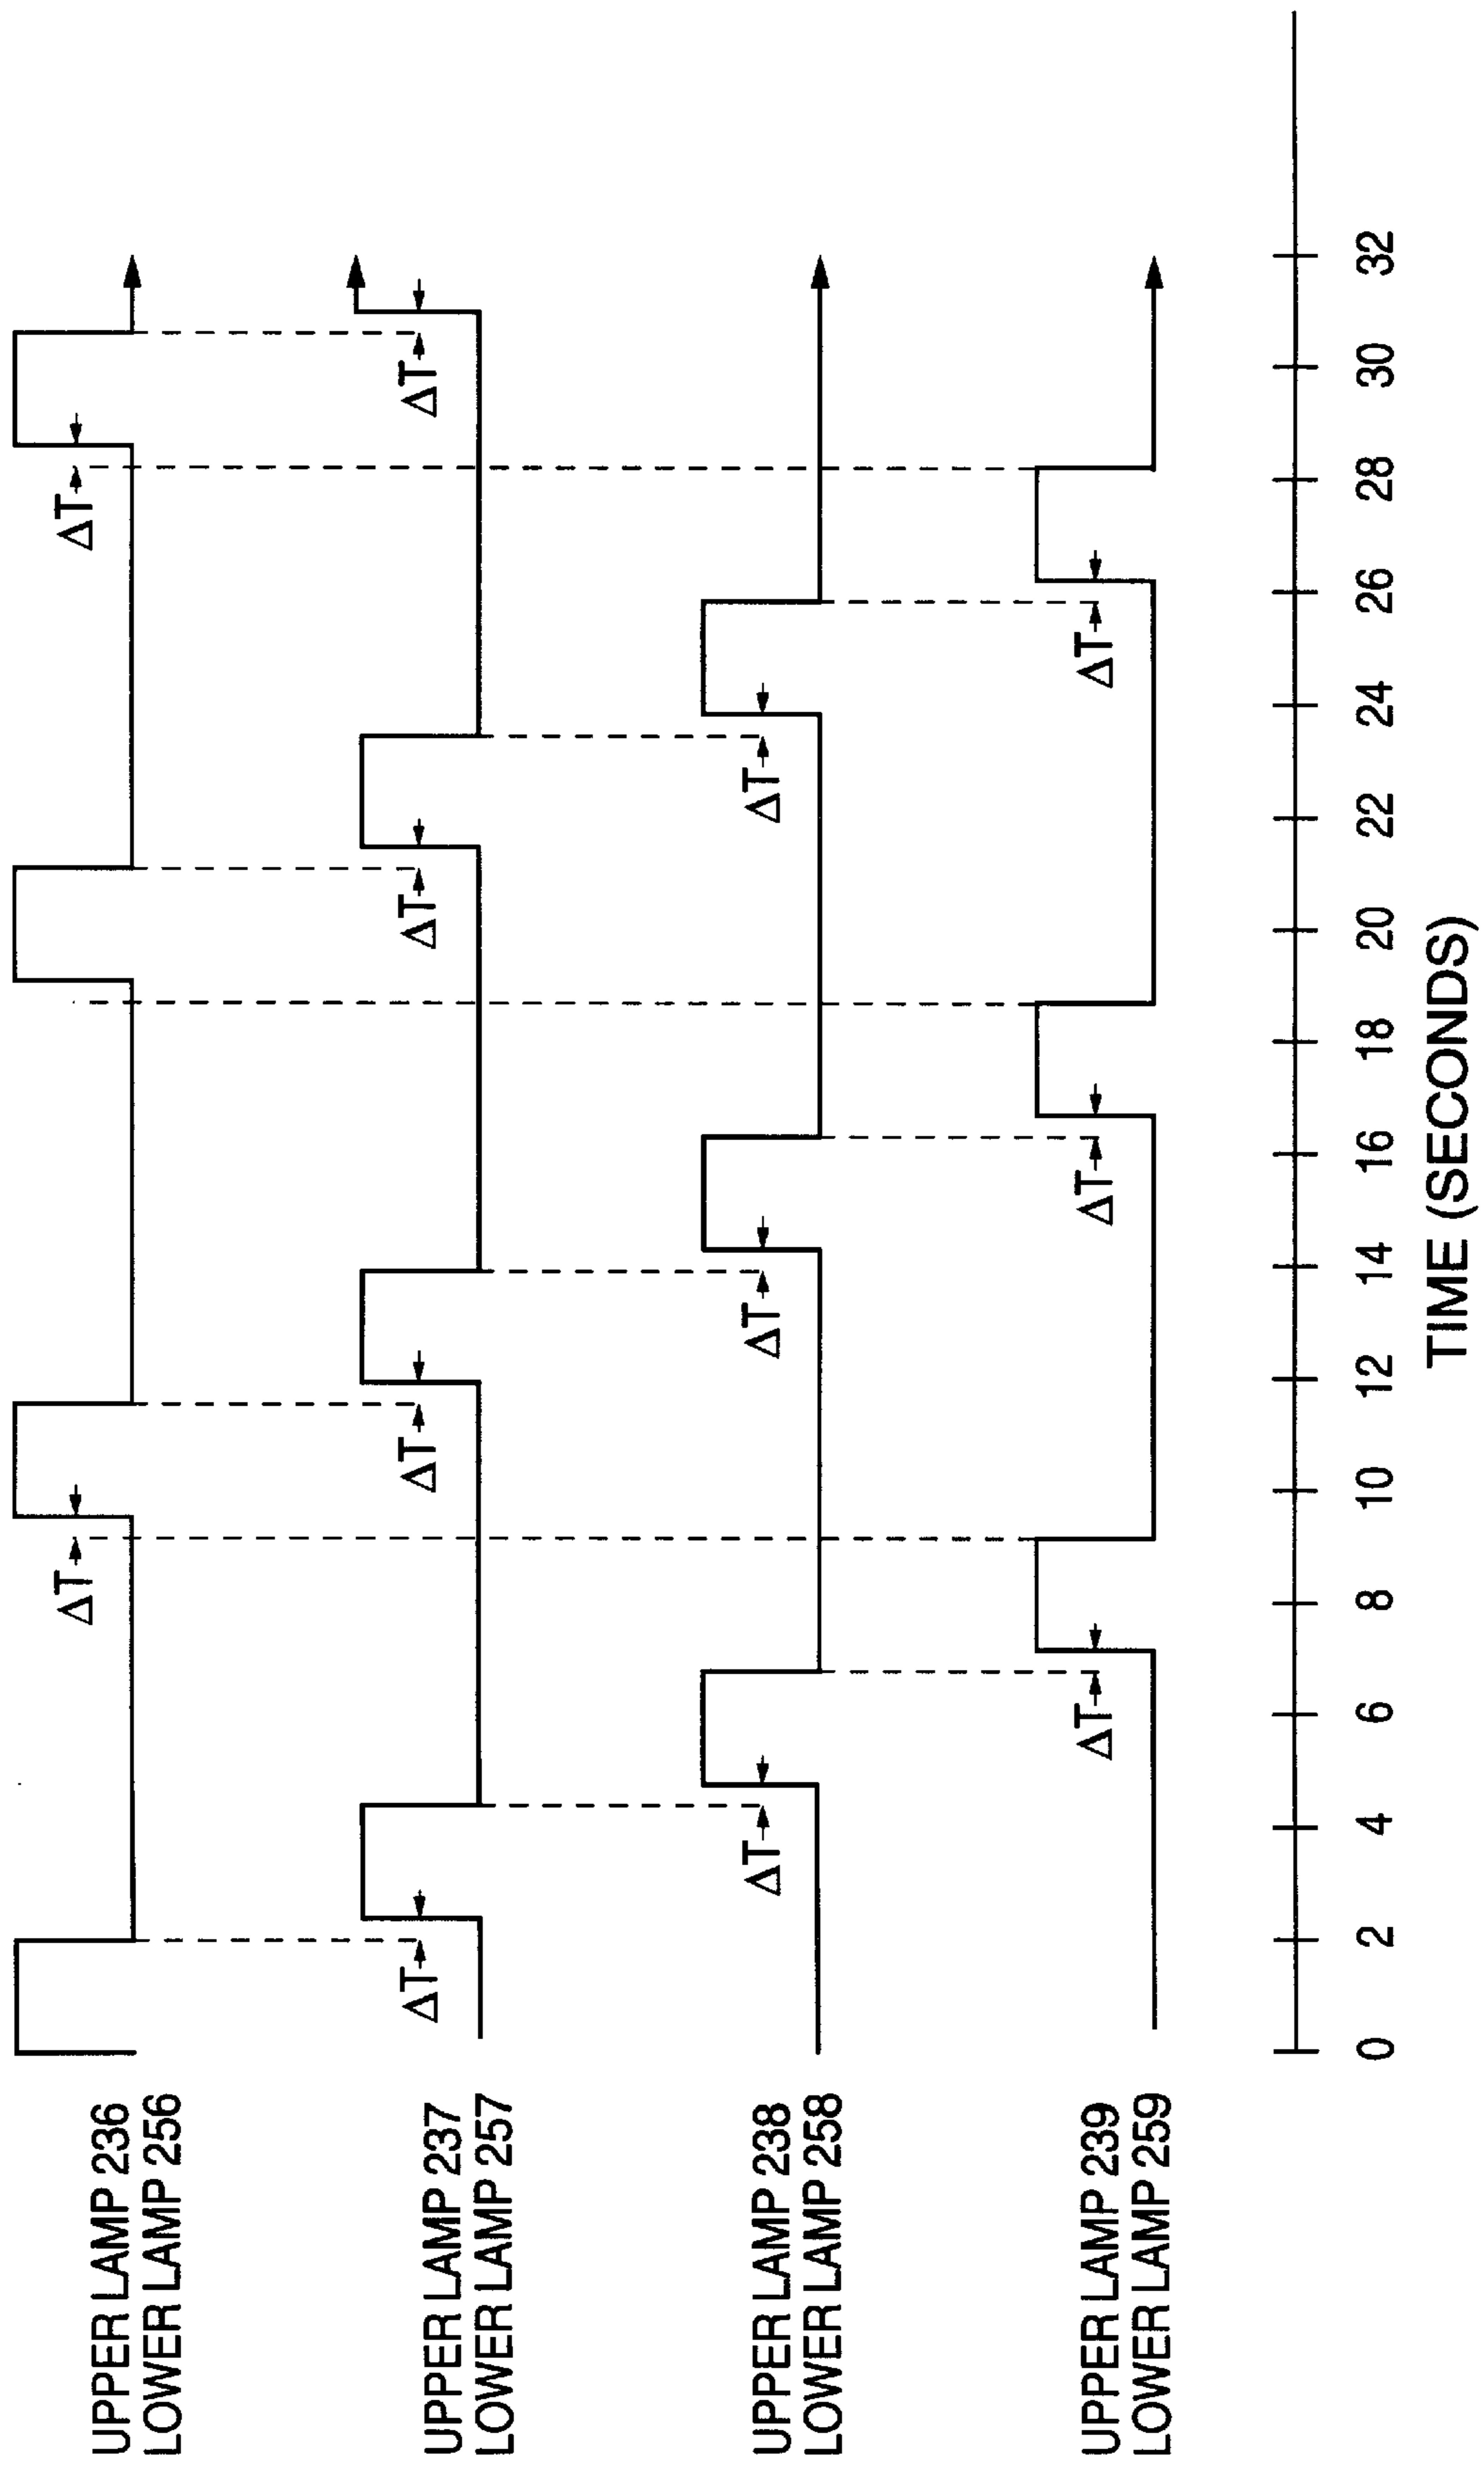 UPPER LAMP 236
LOWER LAMP 256
ΔT
ΔT
UPPER LAMP 237
LOWER LAMP 257
ΔT
ΔT
ΔT
ΔT
UPPER LAMP 238
LOWER LAMP 258
ΔT
ΔT
ΔT
UPPER LAMP 239
LOWER LAMP 259
ΔT
ΔT
ΔT
0 2 4 6 8 10 12 14 16 18 20 22 24 26 28 30 32
TIME (SECONDS)